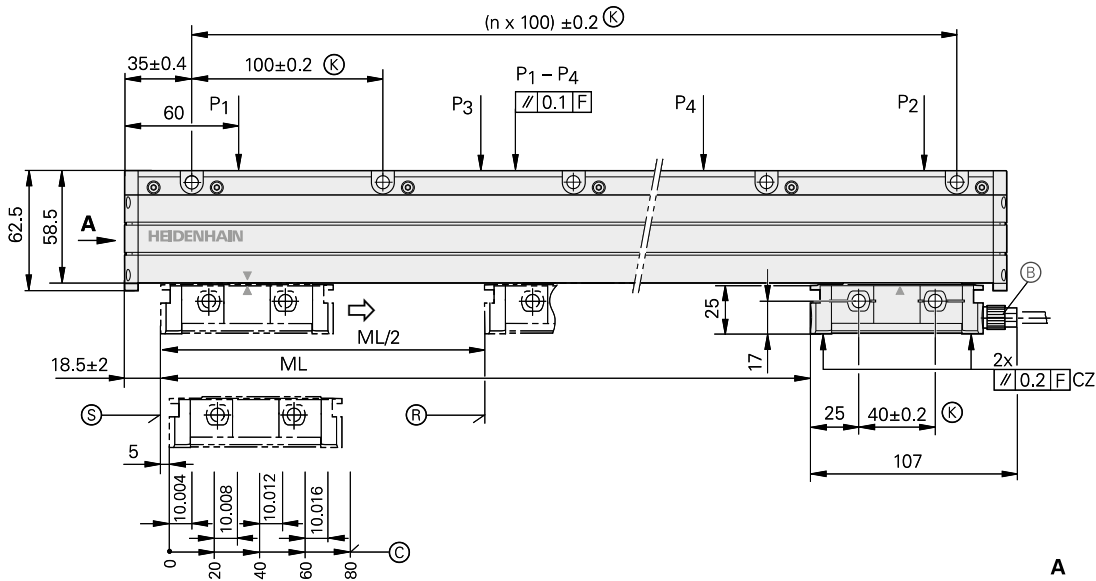 (n x 100) ±0.2 Ⓚ
35±0.4
100±0.2 Ⓚ
P1 – P4
⫽ 0.1 F
60
P1
P3
P4
P2
62.5
58.5
A
HEIDENHAIN
B
25
17
ML/2
ML
18.5±2
2x
⫽ 0.2 F CZ
S
R
25
40±0.2
Ⓚ
5
107
10.004
10.008
10.012
10.016
C
0
20
40
60
80
A